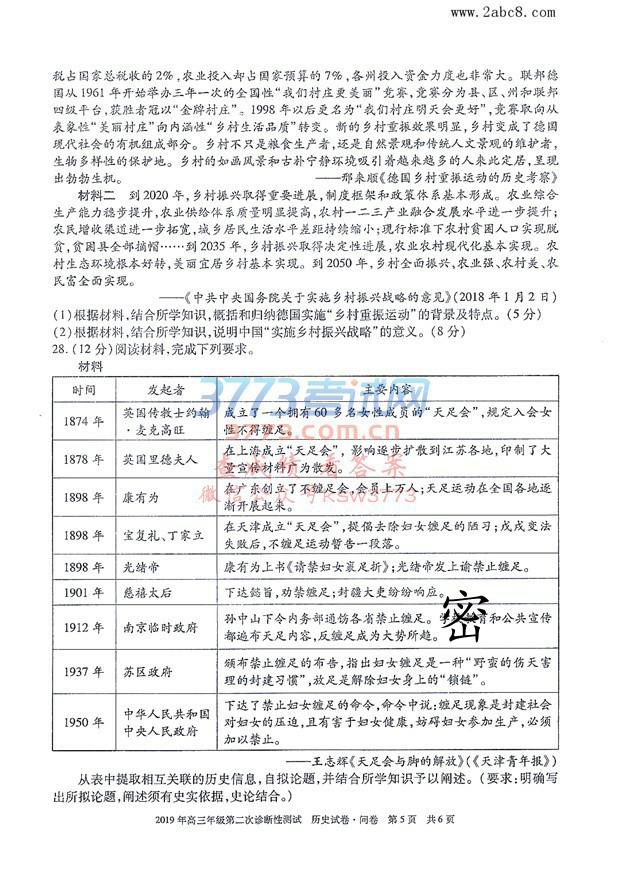 www.2abc8.com
税占国家总税收的2%,农业投入却占国家预算的7%,各州投入资金力度也非常大。联邦德
国从1961年开始举办三年一次的全国性“我们村庄更美丽”竞赛,竞赛分为县、区、州和联邦
四级平台,获胜者冠以“金牌村庄”。1998年以后更名为“我们村庄明天会更好”,竞赛取向从
表象性“美丽村庄”向内涵性“乡村生活品质”转变。新的乡村重振效果明显,乡村变成了德国
现代社会的有机组成部分。乡村不只是粮食生产者,还是自然景观和传统人文景观的维护者,
生物多样性的保护地。乡村的如画风景和古朴宁静环境吸引着越来越多的人来此定居,呈现
出勃勃生机。 ——邢来顺《德国乡村重振运动的历史考察》
材料二 到2020年,乡村振兴取得重要进展,制度框架和政策体系基本形成。农业综合
生产能力稳步提升,农业供给体系质量明显提高,农村一二三产业融合发展水平进一步提升;
农民增收渠道进一步拓宽,城乡居民生活水平差距持续缩小;现行标准下农村贫困人口实现脱
贫,贫困县全部摘帽……到2035年,乡村振兴取得决定性进展,农业农村现代化基本实现。农
村生态环境根本好转,美丽宜居乡村基本实现。到2050年,乡村全面振兴,农业强、农村美、农
民富全面实现。
——《中共中央国务院关于实施乡村振兴战略的意见》(2018年1月2日)
(1)根据材料,结合所学知识,概括和归纳德国实施“乡村重振运动”的背景及特点。(5分)
(2)根据材料,结合所学知识,说明中国“实施乡村振兴战略”的意义。(8分)
28.(12分)阅读材料,完成下列要求。
材料
时间 发起者 主要内容
1874年 英国传教士约翰·麦克高旺 成立了一个拥有60多名女性成员的“天足会”,规定入会女
性不得缠足。
1878年 英国里德夫人 在上海成立“天足会”,影响逐步扩散到江苏各地,印制了大
量宣传材料广为散发。
1898年 康有为 在广东创立了不缠足会,会员上万人;天足运动在全国各地逐
渐开展起来。
1898年 宝复礼、丁家立 在天津成立“天足会”,提倡去除妇女缠足的陋习;戊戌变法
失败后,不缠足运动暂告一段落。
1898年 光绪帝 康有为上书《请禁妇女裹足折》;光绪帝发上谕禁止缠足。
1901年 慈禧太后 下达懿旨,劝禁缠足;封疆大吏纷纷响应。
1912年 南京临时政府 孙中山下令内务部通饬各省禁止缠足。学校教育和公共宣传
都遍布天足内容,反缠足成为大势所趋。
1937年 苏区政府 颁布禁止缠足的布告,指出妇女缠足是一种“野蛮的伤天害
理的封建习惯”,放足是解除妇女身上的“锁链”。
1950年 中华人民共和国中央人民政府 下达了禁止妇女缠足的命令,命令中说:缠足现象是封建社会
对妇女的压迫,且有害于妇女健康,妨碍妇女参加生产,必须
加以禁止。
密
3773考试网
www.3773.com.cn
查成绩 看答案
微信公众号KSW3773
——王志辉《天足会与脚的解放》(《天津青年报》)
从表中提取相互关联的历史信息,自拟论题,并结合所学知识予以阐述。(要求:明确写
出所拟论题,阐述须有史实依据,史论结合。)
2019年高三年级第二次诊断性测试 历史试卷·问卷 第5页 共6页